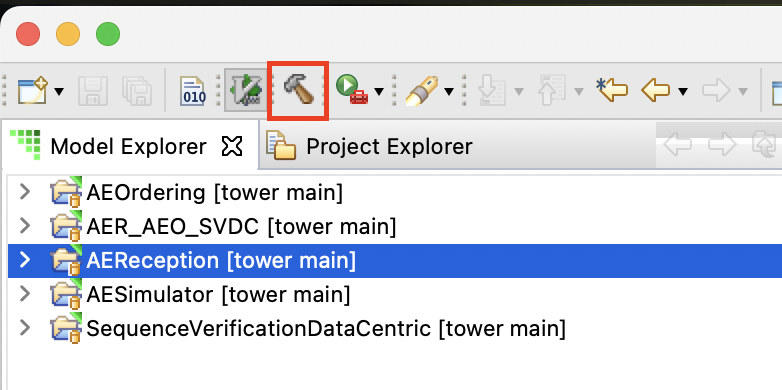 010
Model Explorer
Project Explorer
AEOrdering [tower main]
AER_AEO_SVDC [tower main]
AEReception [tower main]
AESimulator [tower main]
SequenceVerificationDataCentric [tower main]